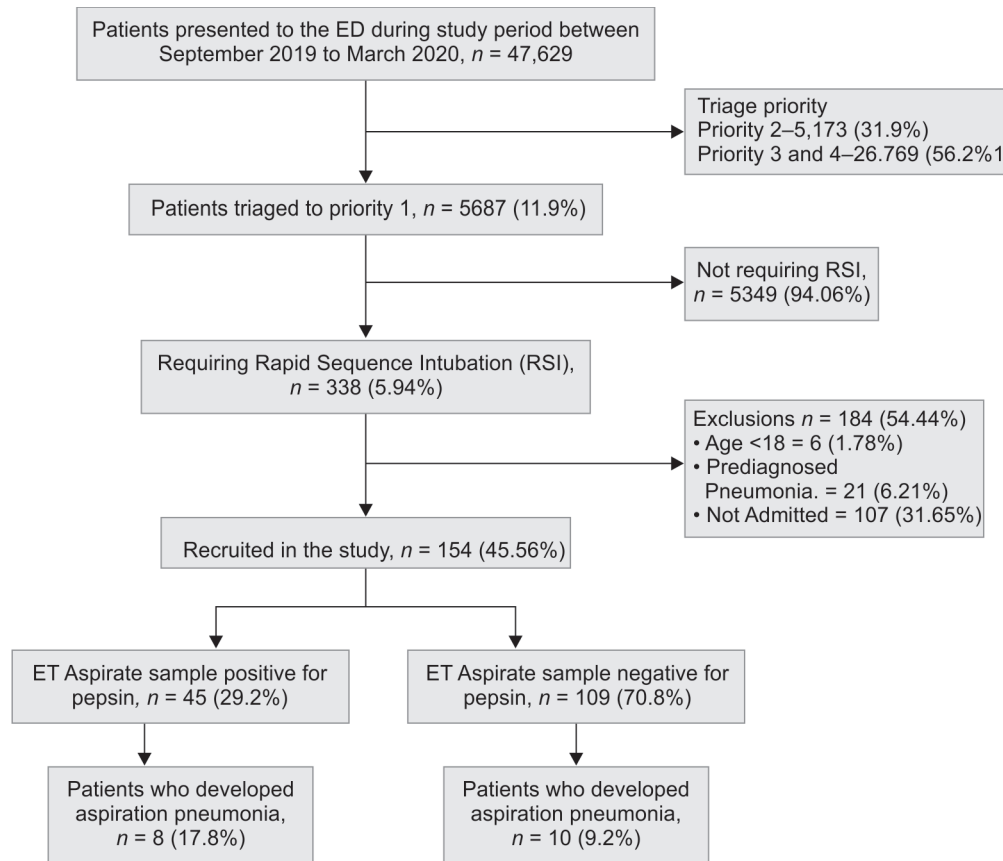 Patients presented to the ED during study period between
September 2019 to March 2020, n = 47,629
Triage priority
Priority 2–5,173 (31.9%)
Priority 3 and 4–26.769 (56.2%1
Patients triaged to priority 1, n = 5687 (11.9%)
Not requiring RSI,
n = 5349 (94.06%)
Requiring Rapid Sequence Intubation (RSI),
n = 338 (5.94%)
Exclusions n = 184 (54.44%)
• Age <18 = 6 (1.78%)
• Prediagnosed
Pneumonia. = 21 (6.21%)
• Not Admitted = 107 (31.65%)
Recruited in the study, n = 154 (45.56%)
ET Aspirate sample positive for
pepsin, n = 45 (29.2%)
ET Aspirate sample negative for
pepsin, n = 109 (70.8%)
Patients who developed
aspiration pneumonia,
n = 8 (17.8%)
Patients who developed
aspiration pneumonia,
n = 10 (9.2%)